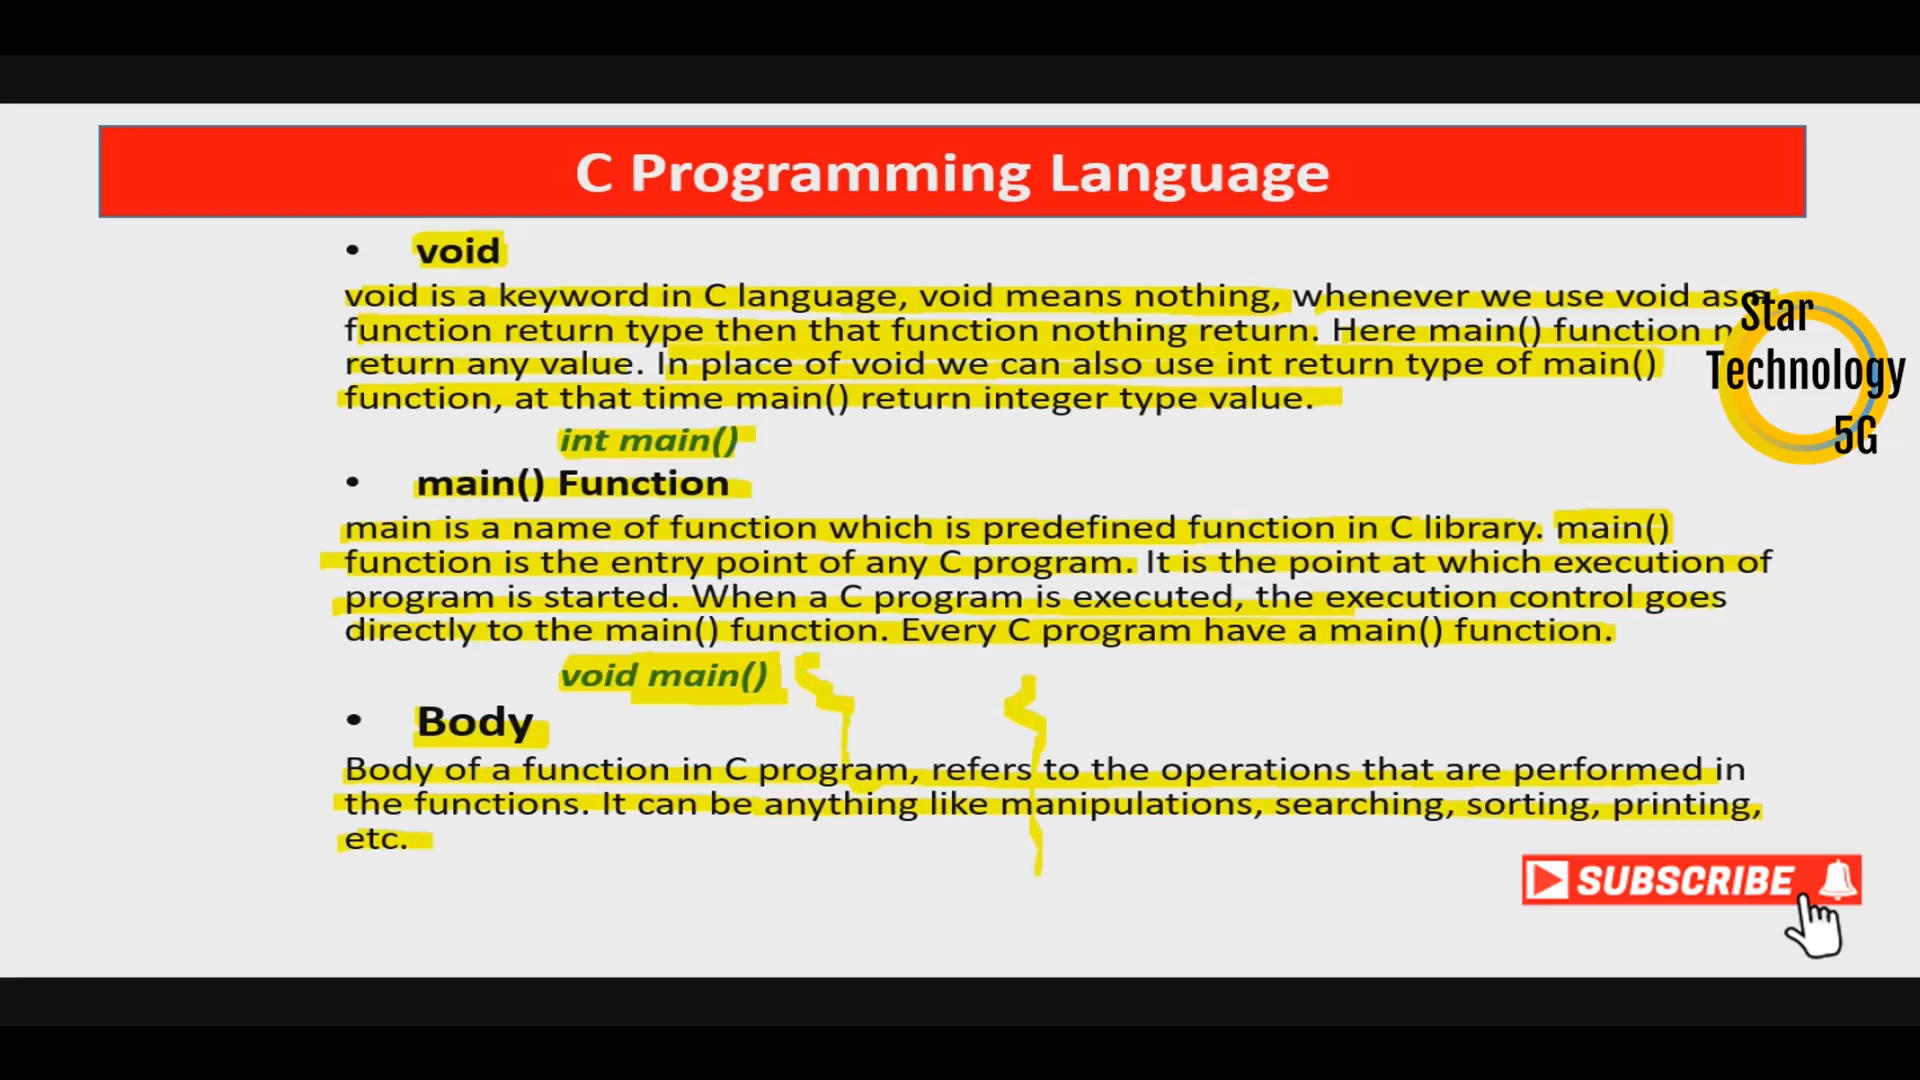 C Programming Language
• void
void is a keyword in C language, void means nothing, whenever we use void as a
function return type then that function nothing return. Here main() function
return any value. In place of void we can also use int return type of main()
function, at that time main() return integer type value.
int main()
• main() Function
main is a name of function which is predefined function in C library. main()
function is the entry point of any C program. It is the point at which execution of
program is started. When a C program is executed, the execution control goes
directly to the main() function. Every C program have a main() function.
void main()
• Body
Body of a function in C program, refers to the operations that are performed in
the functions. It can be anything like manipulations, searching, sorting, printing,
etc.
Star
Technology
5G
SUBSCRIBE